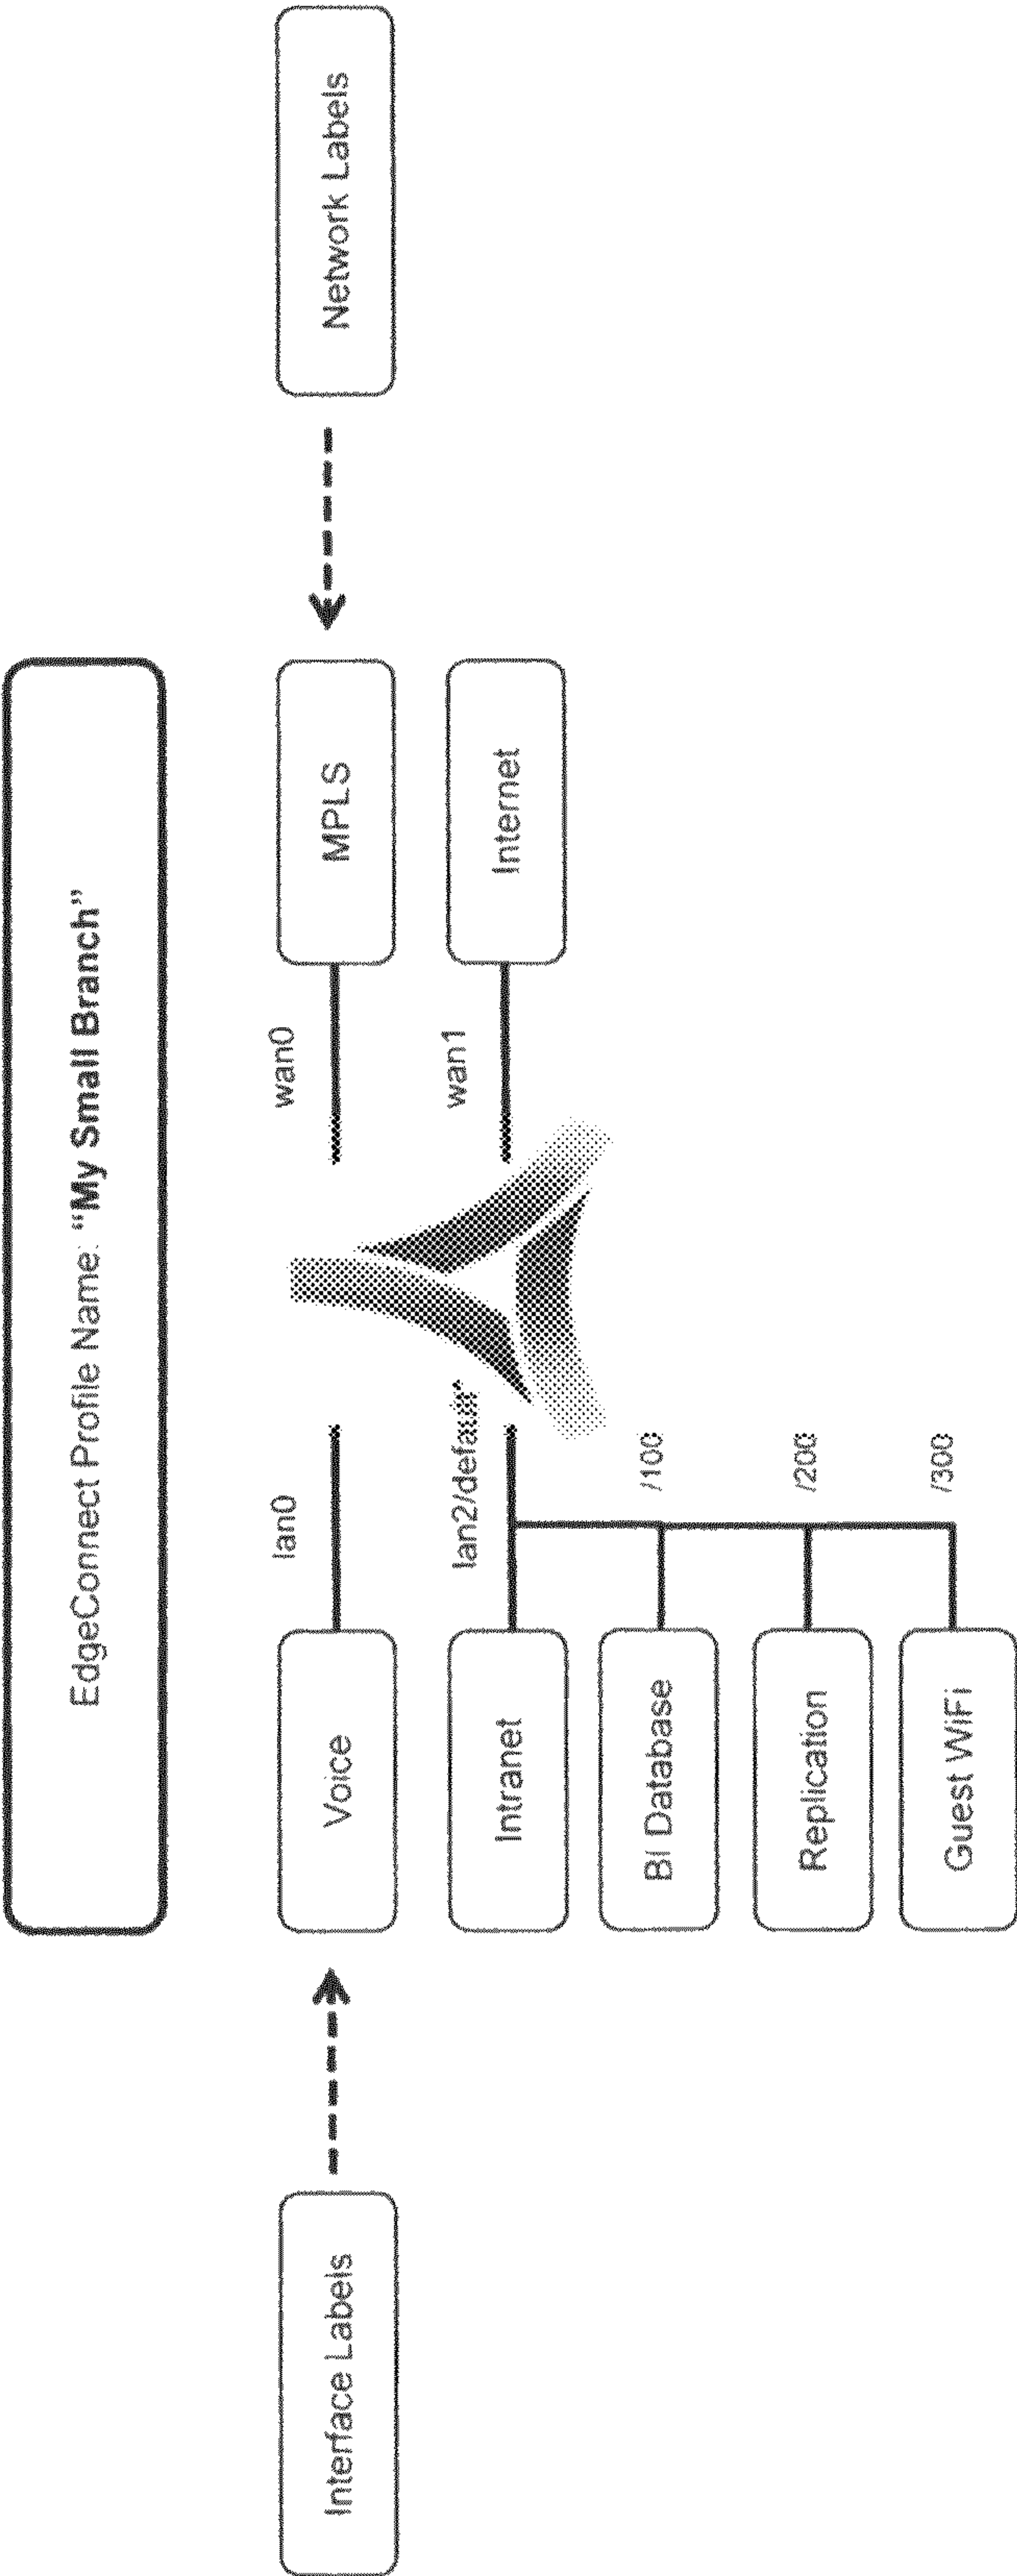 EdgeConnect Profile Name: “My Small Branch”
Interface Labels
Voice
lan0
wan0
MPLS
Network Labels
Intranet
lan2/default
wan1
Internet
BI Database
/100
Replication
/200
Guest WiFi
/300